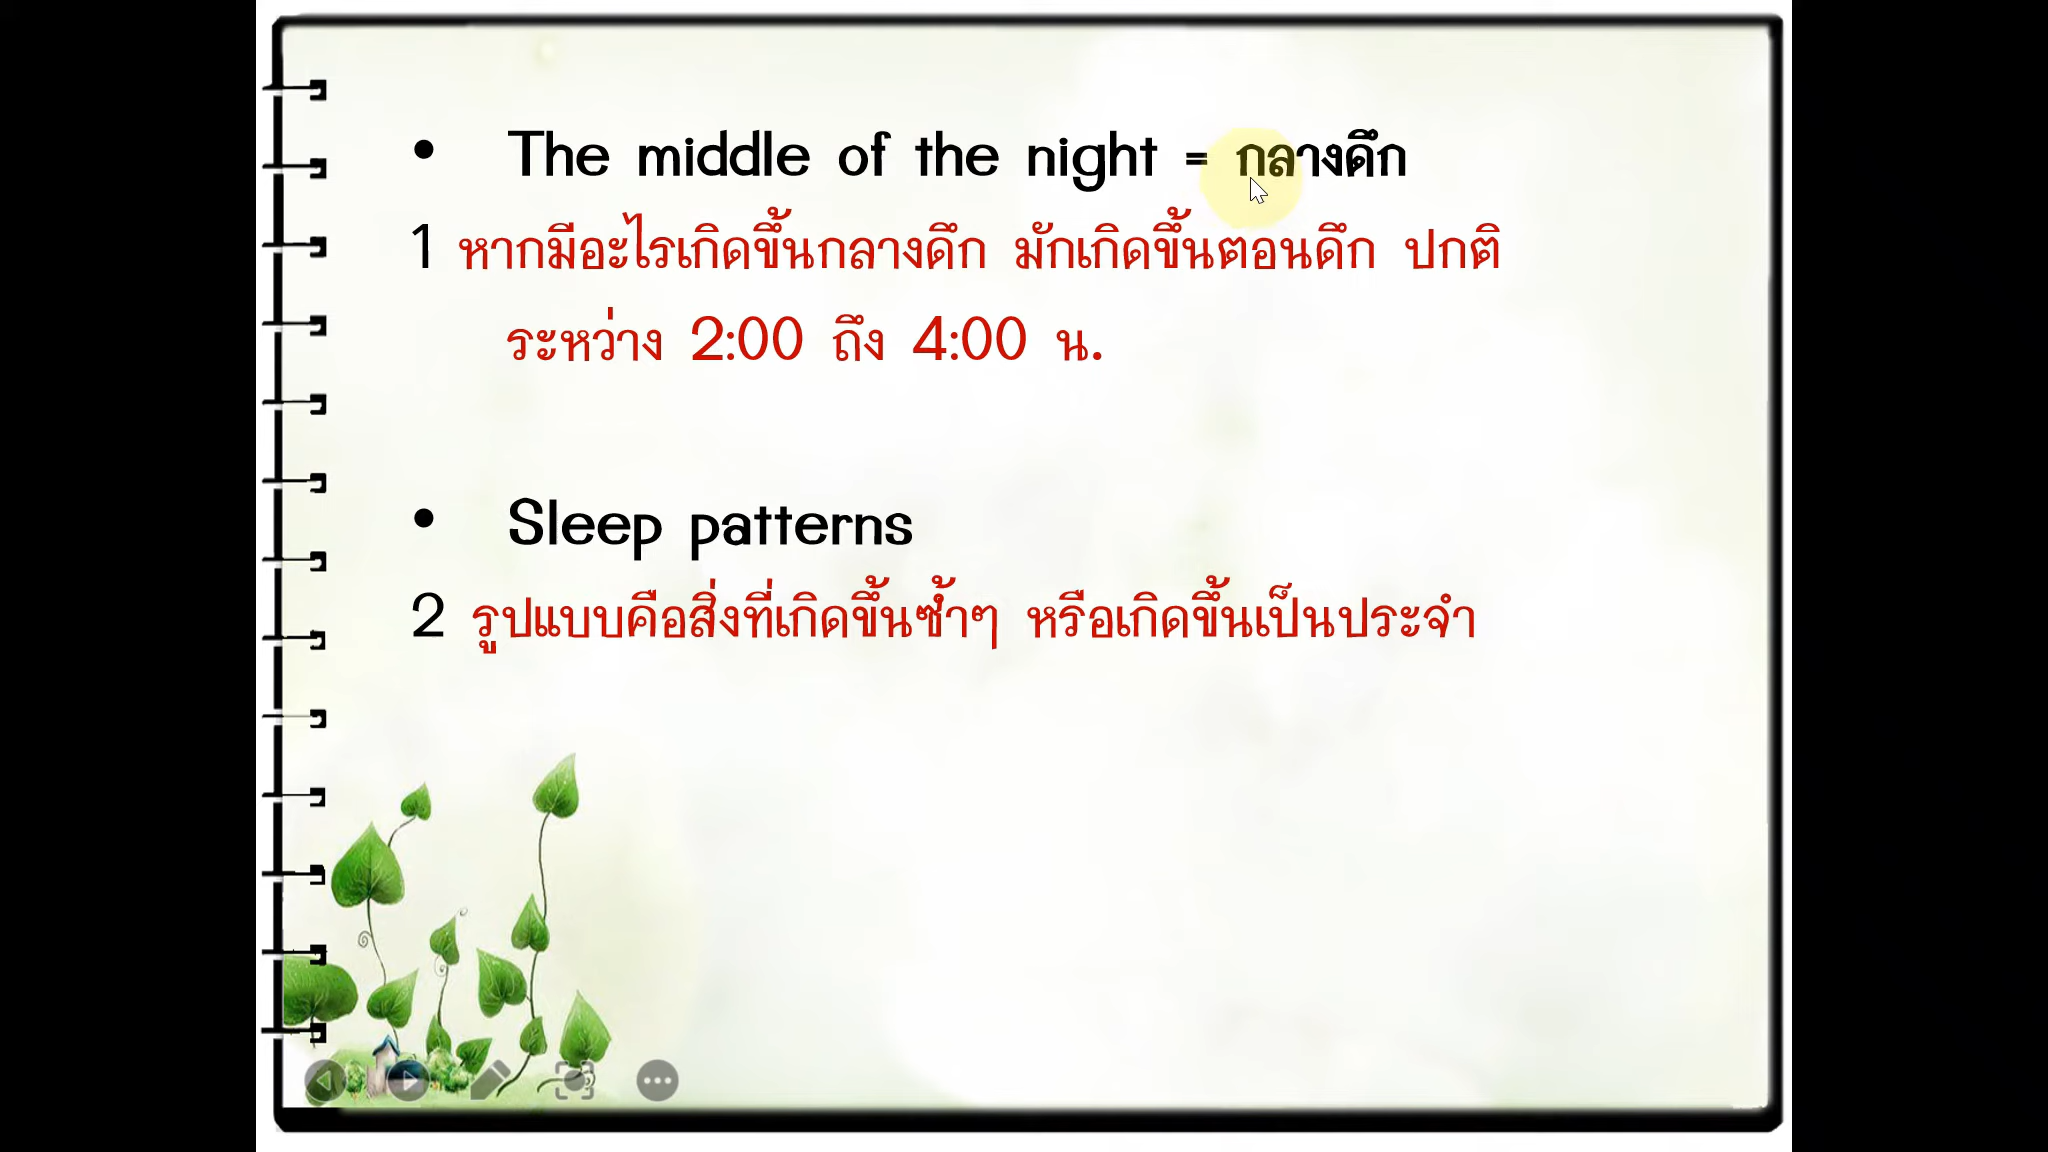 • The middle of the night = กลางดึก
1 หากมีอะไรเกิดขึ้นกลางดึก มักเกิดขึ้นตอนดึก ปกติ
ระหว่าง 2:00 ถึง 4:00 น.
• Sleep patterns
2 รูปแบบคือสิ่งที่เกิดขึ้นซ้ำๆ หรือเกิดขึ้นเป็นประจำ